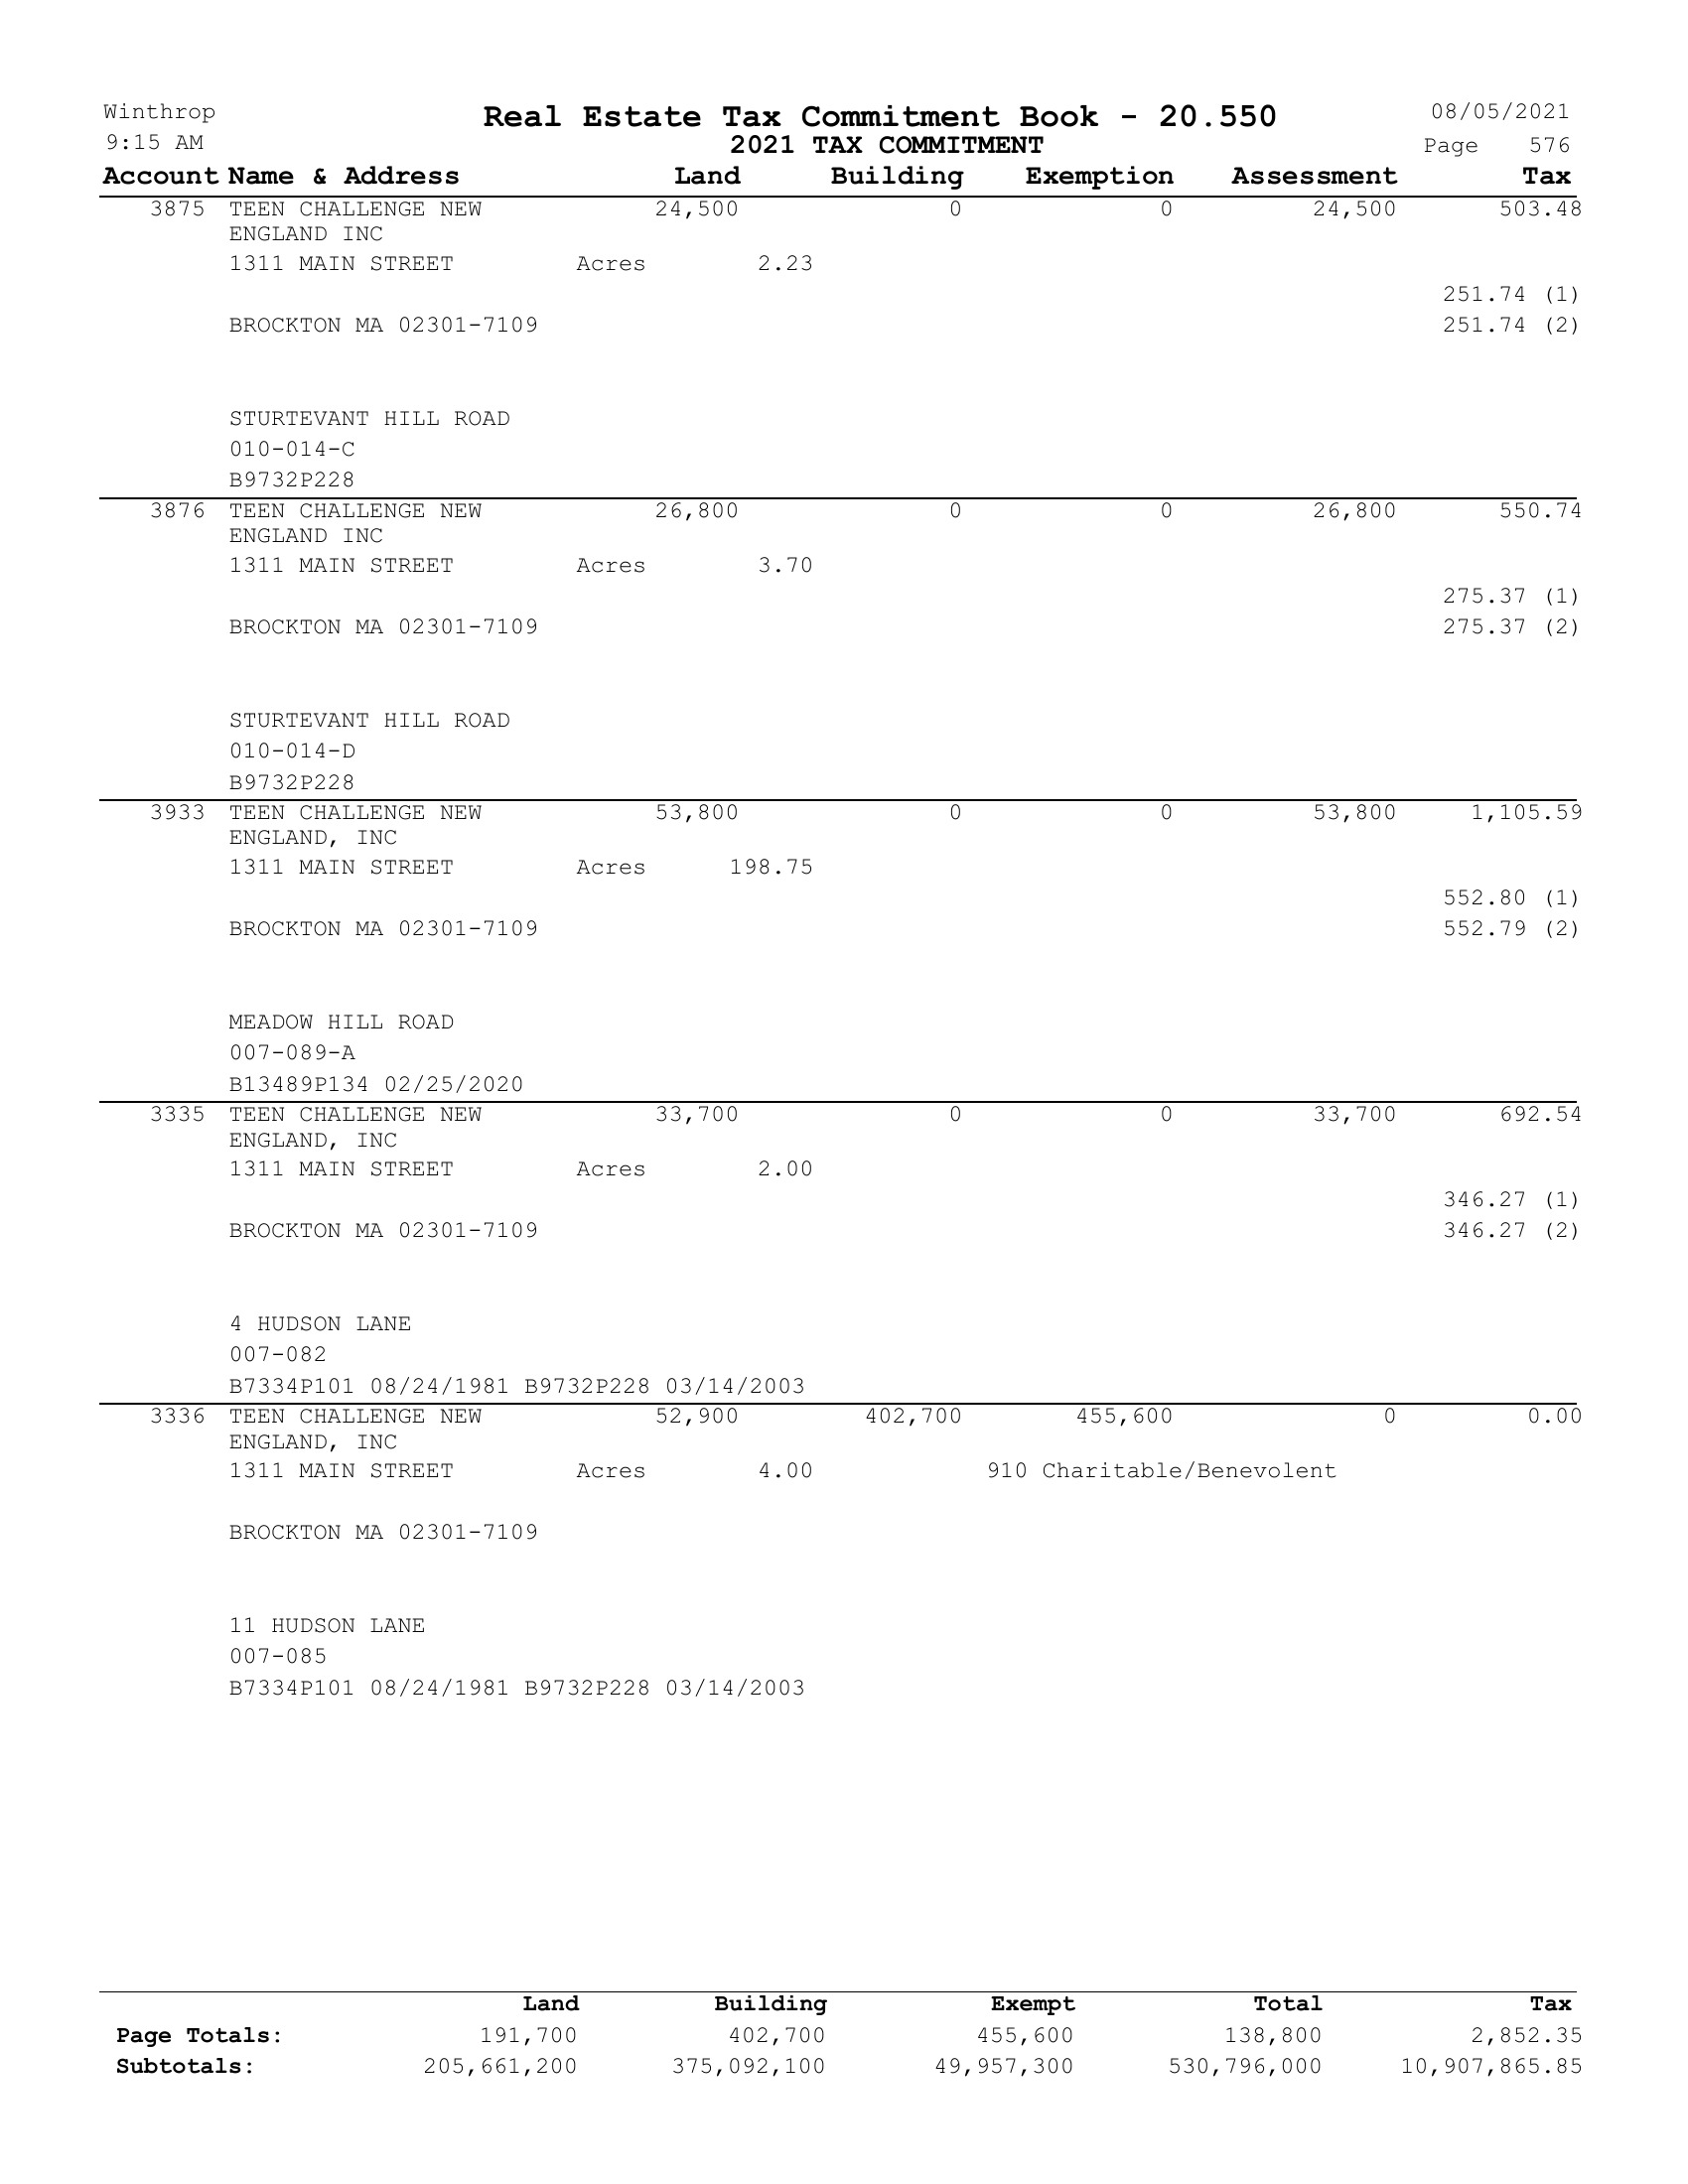 Winthrop Real Estate Tax Commitment Book - 20.550 08/05/2021
9:15 AM 2021 TAX COMMITMENT Page 576
Account Name & Address Land Building Exemption Assessment Tax
3875 TEEN CHALLENGE NEW 24,500 0 0 24,500 503.48
ENGLAND INC
1311 MAIN STREET Acres 2.23
251.74 (1)
BROCKTON MA 02301-7109 251.74 (2)
STURTEVANT HILL ROAD
010-014-C
B9732P228
3876 TEEN CHALLENGE NEW 26,800 0 0 26,800 550.74
ENGLAND INC
1311 MAIN STREET Acres 3.70
275.37 (1)
BROCKTON MA 02301-7109 275.37 (2)
STURTEVANT HILL ROAD
010-014-D
B9732P228
3933 TEEN CHALLENGE NEW 53,800 0 0 53,800 1,105.59
ENGLAND, INC
1311 MAIN STREET Acres 198.75
552.80 (1)
BROCKTON MA 02301-7109 552.79 (2)
MEADOW HILL ROAD
007-089-A
B13489P134 02/25/2020
3335 TEEN CHALLENGE NEW 33,700 0 0 33,700 692.54
ENGLAND, INC
1311 MAIN STREET Acres 2.00
346.27 (1)
BROCKTON MA 02301-7109 346.27 (2)
4 HUDSON LANE
007-082
B7334P101 08/24/1981 B9732P228 03/14/2003
3336 TEEN CHALLENGE NEW 52,900 402,700 455,600 0 0.00
ENGLAND, INC
1311 MAIN STREET Acres 4.00 910 Charitable/Benevolent
BROCKTON MA 02301-7109
11 HUDSON LANE
007-085
B7334P101 08/24/1981 B9732P228 03/14/2003
Land Building Exempt Total Tax
Page Totals: 191,700 402,700 455,600 138,800 2,852.35
Subtotals: 205,661,200 375,092,100 49,957,300 530,796,000 10,907,865.85